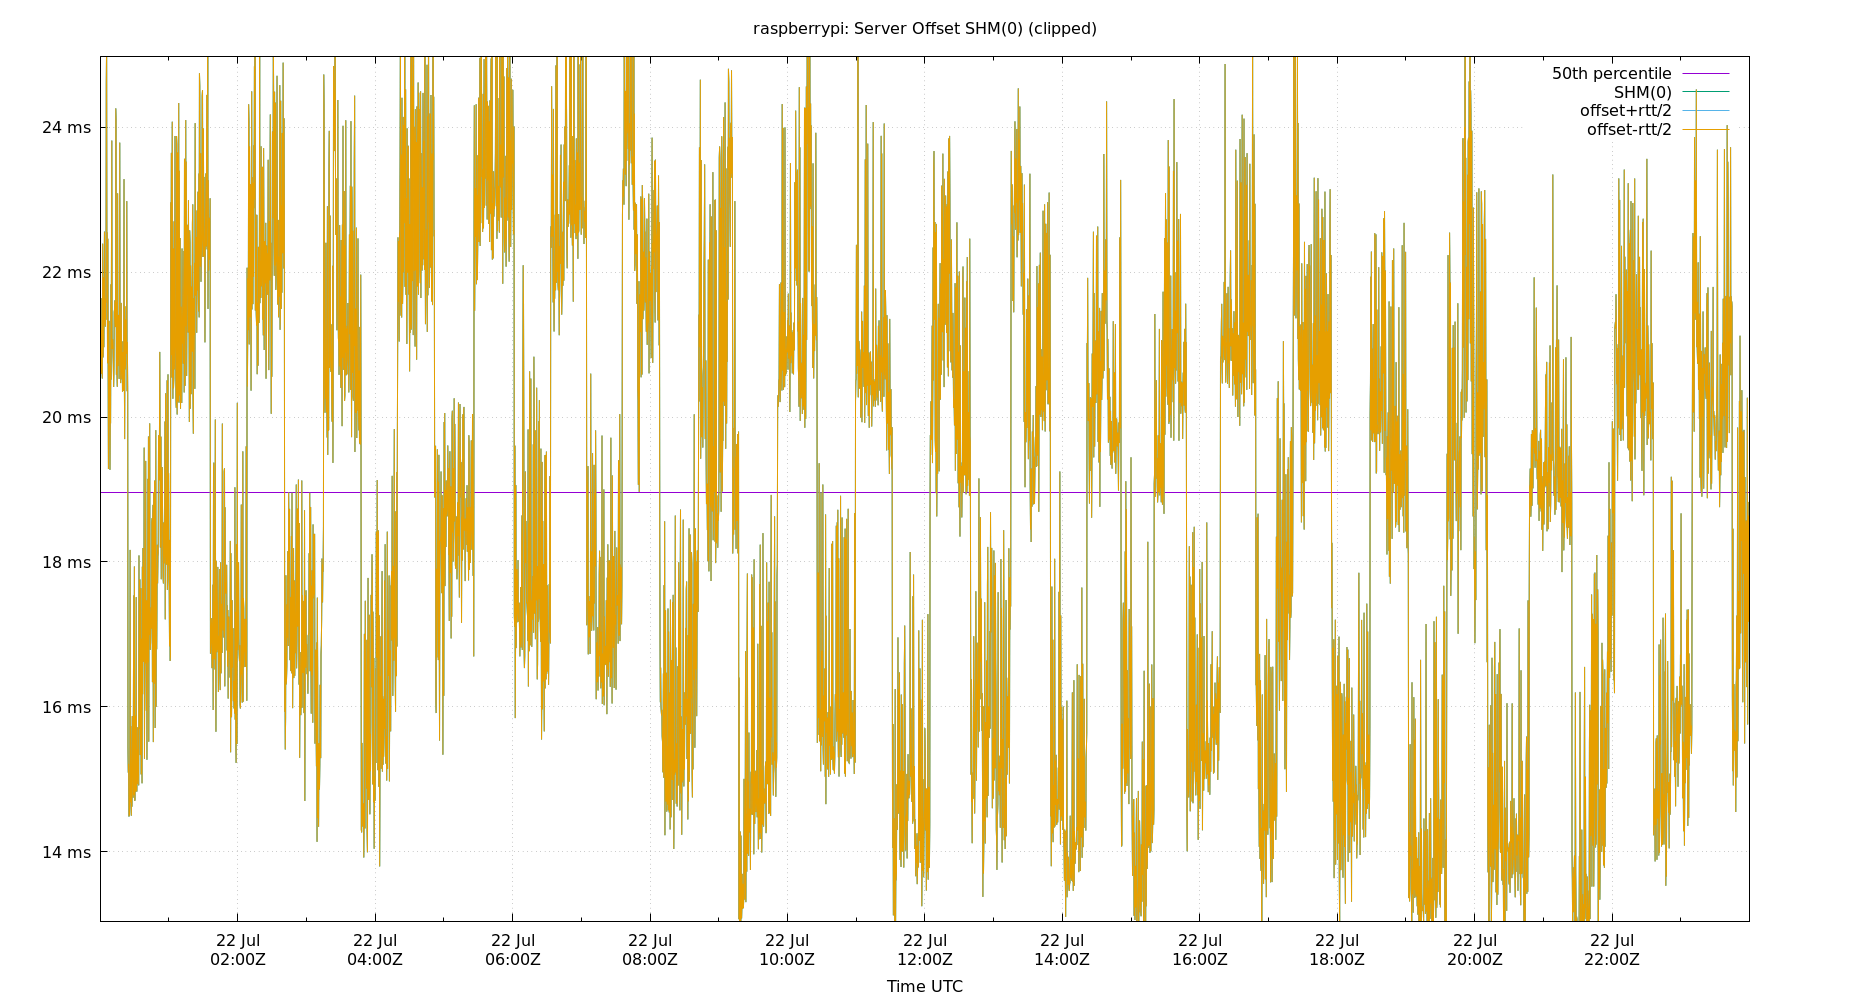 raspberrypi: Server Offset SHM(0) (clipped)
50th percentile
SHM(0)
offset+rtt/2
offset-rtt/2
24 ms
22 ms
20 ms
18 ms
16 ms
14 ms
22 Jul 22 Jul 22 Jul 22 Jul 22 Jul 22 Jul 22 Jul 22 Jul 22 Jul 22 Jul 22 Jul
02:00Z 04:00Z 06:00Z 08:00Z 10:00Z 12:00Z 14:00Z 16:00Z 18:00Z 20:00Z 22:00Z
Time UTC